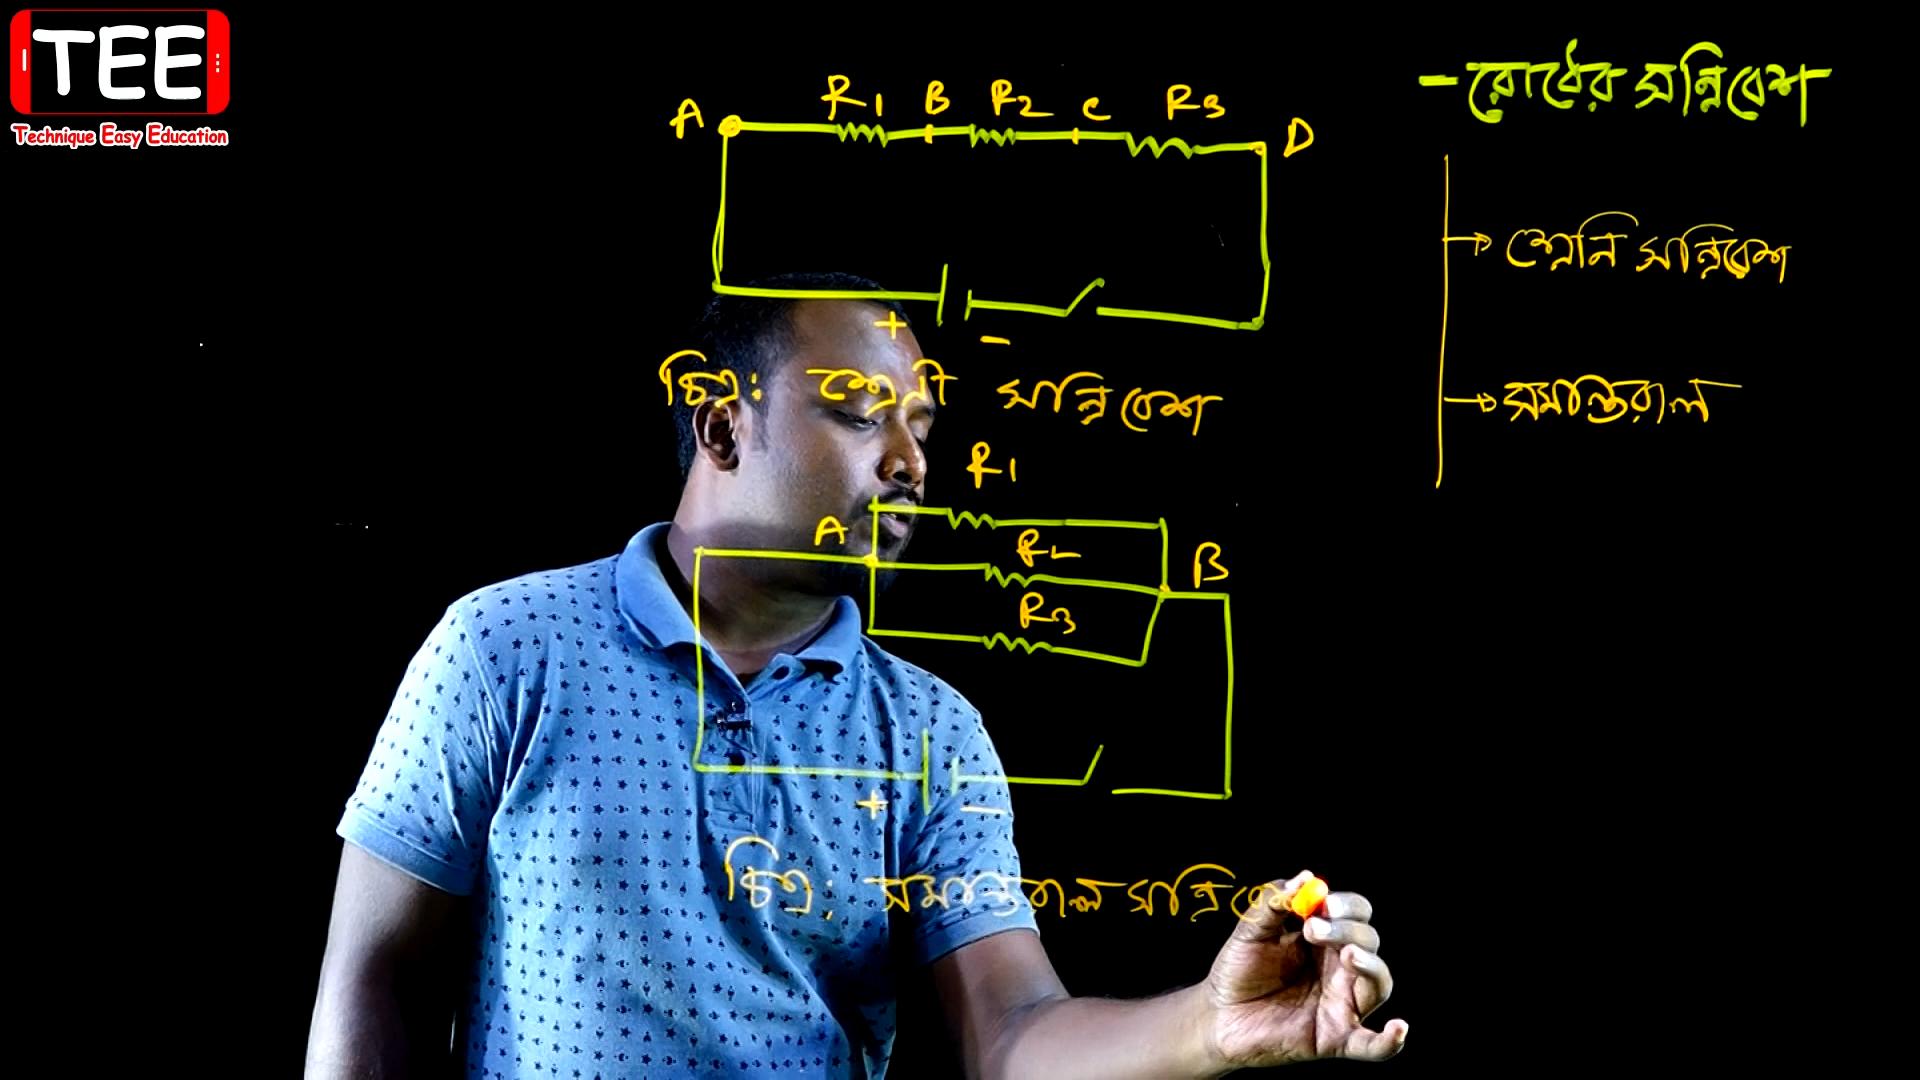 TEE
Technique Easy Education
- রোধের সন্নিবেশ
A R1 B R2 C R3 D
→ শ্রেনি সন্নিবেশ
+ -
চিত্র: শ্রেণী সন্নিবেশ
→ সমান্তরাল
R1
A R2 B
R3
+ -
চিত্র: সমান্তরাল সন্নিবেশ